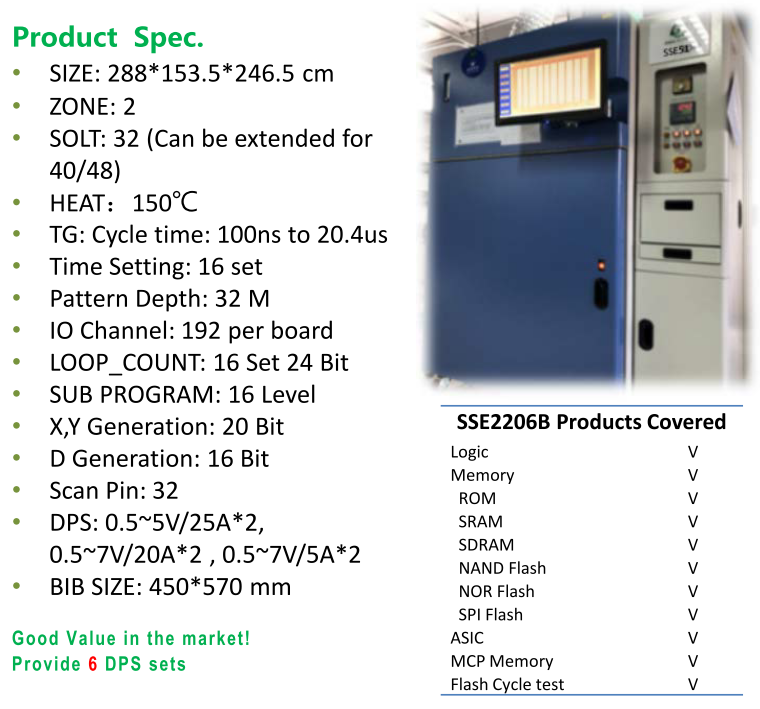 Product Spec.
• SIZE: 288*153.5*246.5 cm
• ZONE: 2
• SOLT: 32 (Can be extended for
40/48)
• HEAT：150℃
• TG: Cycle time: 100ns to 20.4us
• Time Setting: 16 set
• Pattern Depth: 32 M
• IO Channel: 192 per board
• LOOP_COUNT: 16 Set 24 Bit
• SUB PROGRAM: 16 Level
• X,Y Generation: 20 Bit
• D Generation: 16 Bit
• Scan Pin: 32
• DPS: 0.5~5V/25A*2,
0.5~7V/20A*2 , 0.5~7V/5A*2
• BIB SIZE: 450*570 mm
Good Value in the market!
Provide 6 DPS sets
SSE2206B Products Covered
Logic V
Memory V
ROM V
SRAM V
SDRAM V
NAND Flash V
NOR Flash V
SPI Flash V
ASIC V
MCP Memory V
Flash Cycle test V